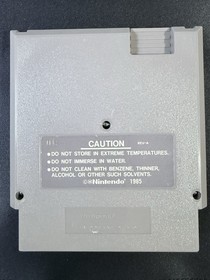 CAUTION REV-A
•DO NOT STORE IN EXTREME TEMPERATURES.
•DO NOT IMMERSE IN WATER.
•DO NOT CLEAN WITH BENZENE, THINNER,
ALCOHOL OR OTHER SUCH SOLVENTS.
©®Nintendo 1985